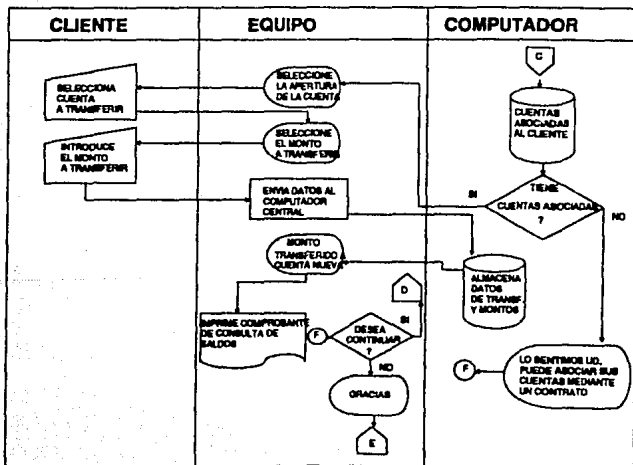 CLIENTE
EQUIPO
COMPUTADOR
C
SELECCIONA
CUENTA
A TRANSFERIR
SELECCIONE
LA APERTURA
DE LA CUENTA
CUENTAS
ASOCIADAS
AL CLIENTE
INTRODUCE
EL MONTO
A TRANSFERIR
SELECCIONE
EL MONTO
A TRANSFERIR
ENVIA DATOS AL
COMPUTADOR
CENTRAL
SI
TIENE
CUENTAS ASOCIADAS
?
NO
MONTO
TRANSFERIDO A
CUENTA NUEVA
ALMACENA
DATOS
DE TRANSF.
Y MONTOS
D
IMPRIME COMPROBANTE
DE CONSULTA DE
SALDOS
F
DESEA
CONTINUAR
?
SI
NO
GRACIAS
E
F
LO SENTIMOS UD.
PUEDE ASOCIAR SUS
CUENTAS MEDIANTE
UN CONTRATO